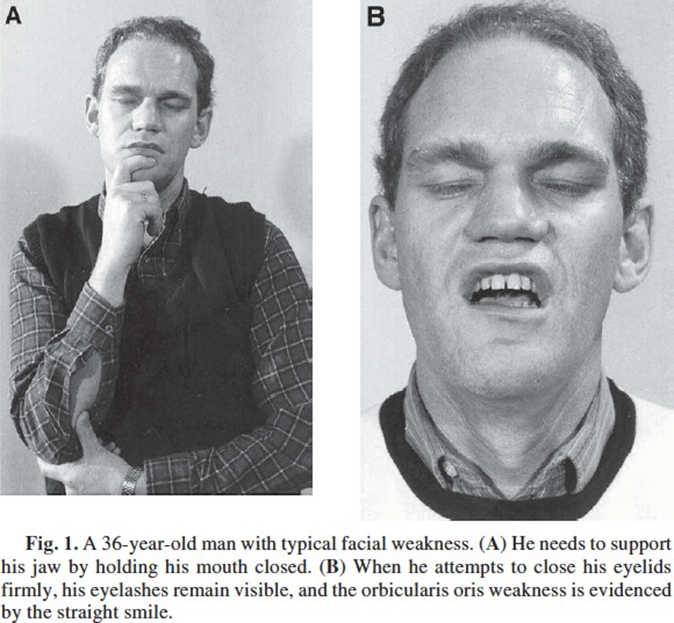 A
B
Fig. 1. A 36-year-old man with typical facial weakness. (A) He needs to support
his jaw by holding his mouth closed. (B) When he attempts to close his eyelids
firmly, his eyelashes remain visible, and the orbicularis oris weakness is evidenced
by the straight smile.